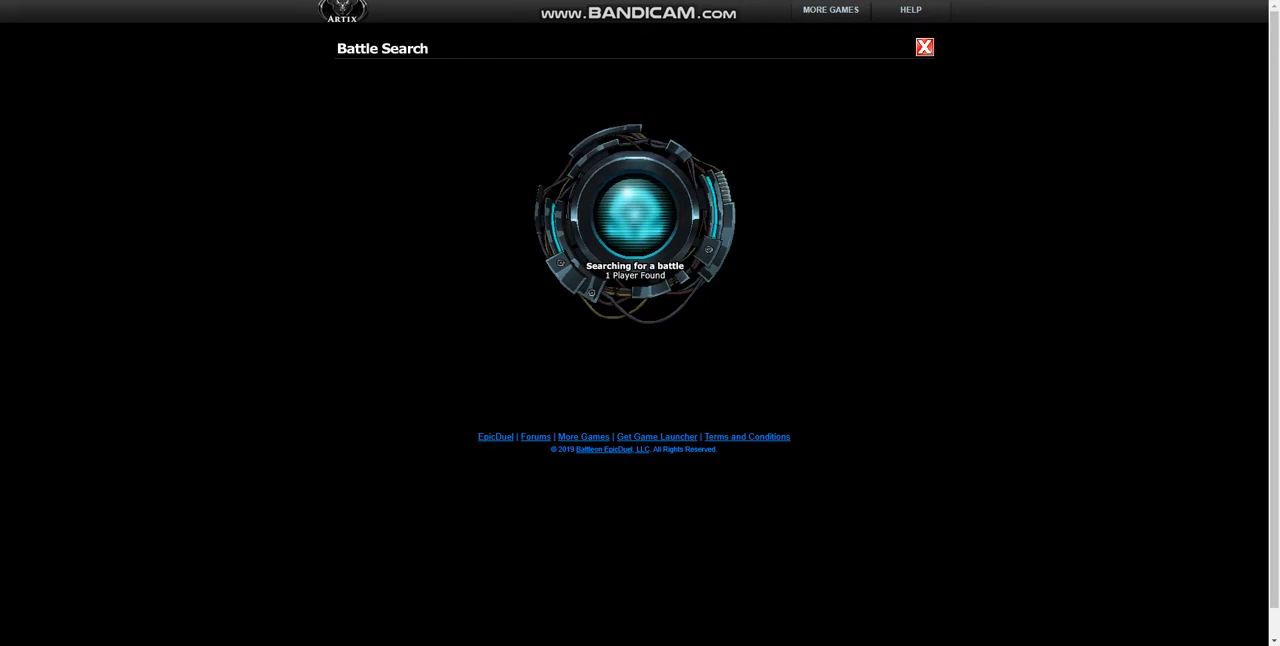 ARTIX
WWW.BANDICAM.COM
MORE GAMES
HELP
Battle Search
X
Searching for a battle
1 Player Found
EpicDuel | Forums | More Games | Get Game Launcher | Terms and Conditions
© 2019 Battleon EpicDuel, LLC. All Rights Reserved.